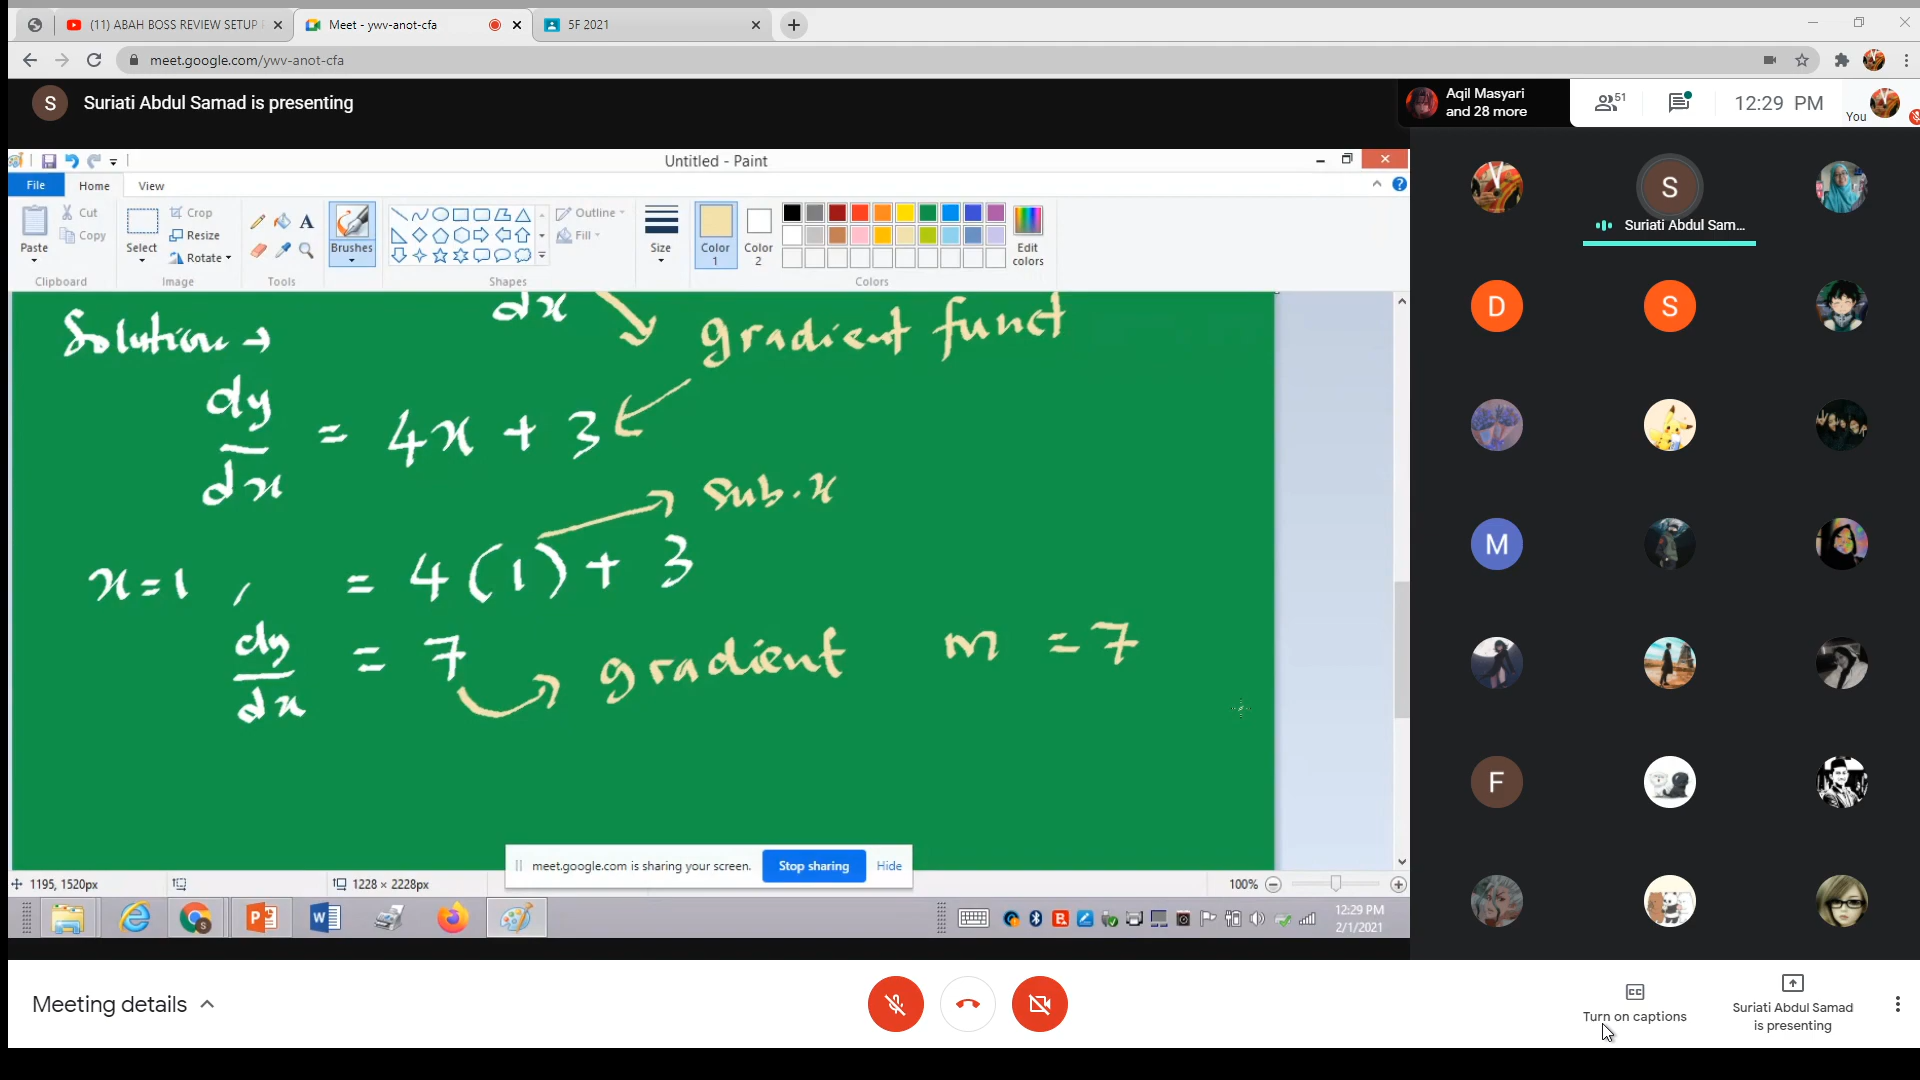 (11) ABAH BOSS REVIEW SETUP
Meet - ywv-anot-cfa
5F 2021
meet.google.com/ywv-anot-cfa
S
Suriati Abdul Samad is presenting
Aqil Masyari
and 28 more
51
12:29 PM
You
Untitled - Paint
File
Home
View
Paste
Cut
Copy
Clipboard
Select
Crop
Resize
Rotate
Image
A
Tools
Brushes
Outline
Fill
Shapes
Size
Color
1
Color
2
Edit
colors
Colors
S
Suriati Abdul Sam...
D
S
M
F
dx
Solution → gradient funct
dy/dx = 4x + 3
sub. x
x=1 , = 4(1) + 3
dy/dx = 7 gradient m = 7
meet.google.com is sharing your screen.
Stop sharing
Hide
1195, 1520px
1228 × 2228px
100%
12:29 PM
2/1/2021
Meeting details
Turn on captions
Suriati Abdul Samad
is presenting